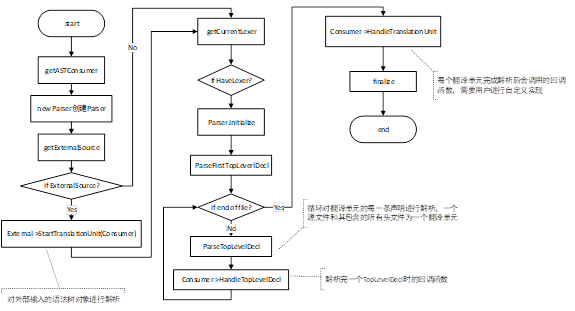 start
getASTConsumer
new Parser创建Parser
getExternalSource
If ExternalSource?
No
Yes
External->StartTranslationUnit(Consumer)
对外部输入的语法树对象进行解析
getCurrentLexer
If HaveLexer?
Parser.Initialize
ParseFirstTopLevelDecl
If end of file?
Yes
No
ParseTopLevelDecl
Consumer->HandleTopLevelDecl
Consumer->HandleTranslationUnit
finalize
end
每个翻译单元完成解析后会调用的回调
函数，需要用户进行自定义实现
循环对翻译单元的每一条声明进行解析，一个
源文件和其包含的所有头文件为一个翻译单元
解析完一个TopLevelDecl时的回调函数